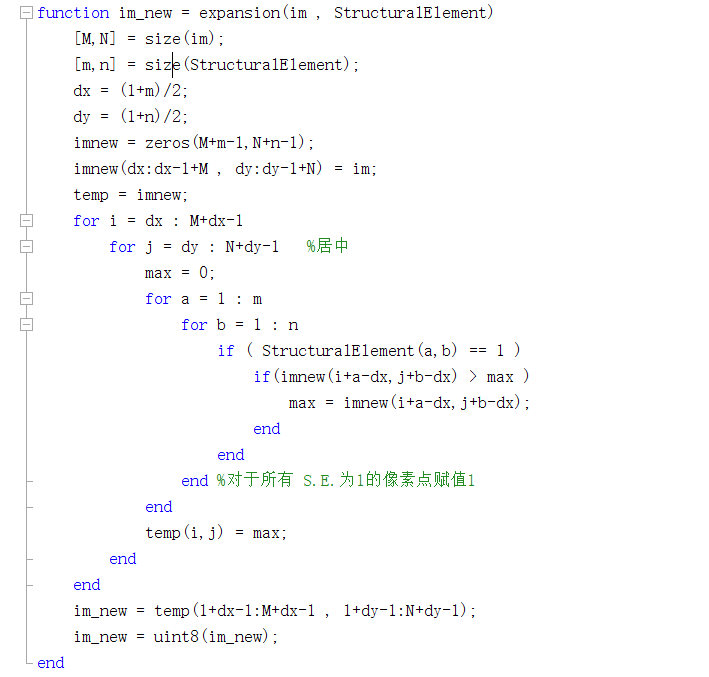 function im_new = expansion(im , StructuralElement)
[M,N] = size(im);
[m,n] = size(StructuralElement);
dx = (1+m)/2;
dy = (1+n)/2;
imnew = zeros(M+m-1,N+n-1);
imnew(dx:dx-1+M , dy:dy-1+N) = im;
temp = imnew;
for i = dx : M+dx-1
for j = dy : N+dy-1 %居中
max = 0;
for a = 1 : m
for b = 1 : n
if ( StructuralElement(a,b) == 1 )
if(imnew(i+a-dx,j+b-dx) > max )
max = imnew(i+a-dx,j+b-dx);
end
end
end %对于所有 S.E.为1的像素点赋值1
end
temp(i,j) = max;
end
end
im_new = temp(1+dx-1:M+dx-1 , 1+dy-1:N+dy-1);
im_new = uint8(im_new);
end